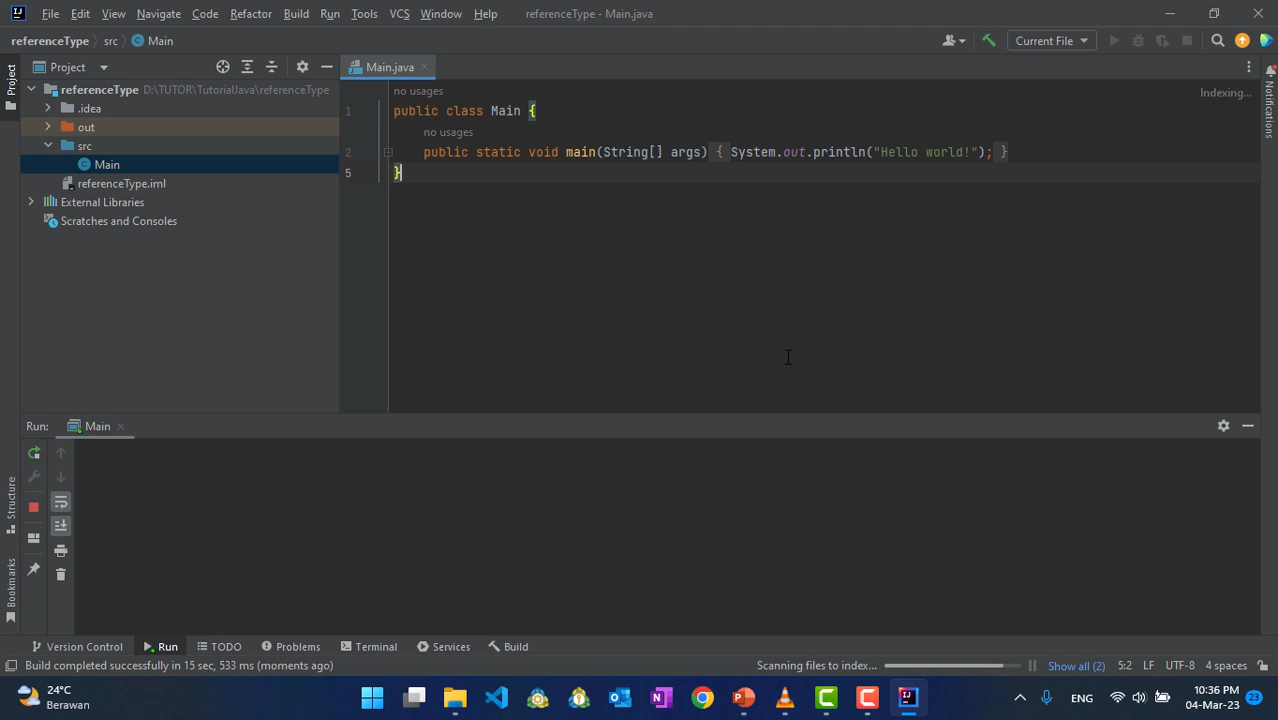 File Edit View Navigate Code Refactor Build Run Tools VCS Window Help referenceType - Main.java
referenceType src Main Current File
Project Main.java
referenceType D:\TUTOR\TutorialJava\referenceType
.idea
out
src
Main
referenceType.iml
External Libraries
Scratches and Consoles
no usages Indexing...
1 public class Main {
no usages
2 public static void main(String[] args) { System.out.println("Hello world!"); }
5 }
Project
Structure
Bookmarks
Notifications
Run: Main
Version Control Run TODO Problems Terminal Services Build
Build completed successfully in 15 sec, 533 ms (moments ago) Scanning files to index... Show all (2) 5:2 LF UTF-8 4 spaces
24°C
Berawan
ENG
10:36 PM
04-Mar-23
23